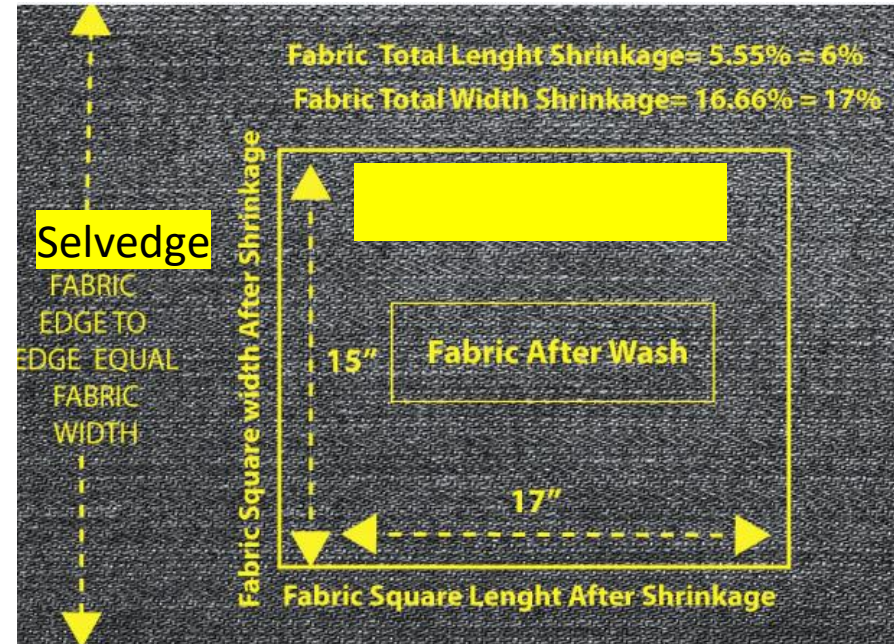 Fabric Total Lenght Shrinkage= 5.55% = 6%
Fabric Total Width Shrinkage= 16.66% = 17%
Selvedge
FABRIC
EDGE TO
EDGE EQUAL
FABRIC
WIDTH
Fabric Square width After Shrinkage
15”
Fabric After Wash
17”
Fabric Square Lenght After Shrinkage